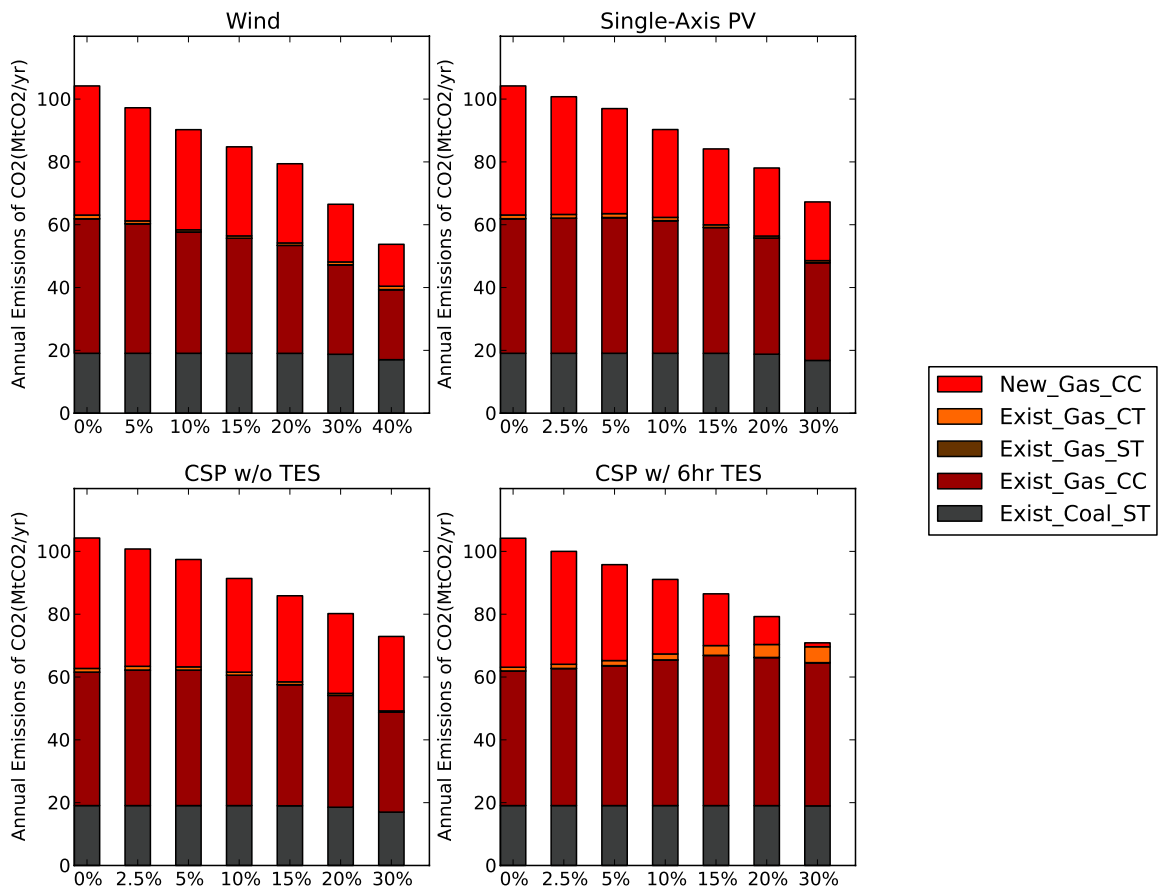 Wind
Annual Emissions of CO2(MtCO2/yr)
100
80
60
40
20
0
0% 5% 10% 15% 20% 30% 40%
Single-Axis PV
Annual Emissions of CO2(MtCO2/yr)
100
80
60
40
20
0
0% 2.5% 5% 10% 15% 20% 30%
CSP w/o TES
Annual Emissions of CO2(MtCO2/yr)
100
80
60
40
20
0
0% 2.5% 5% 10% 15% 20% 30%
CSP w/ 6hr TES
Annual Emissions of CO2(MtCO2/yr)
100
80
60
40
20
0
0% 2.5% 5% 10% 15% 20% 30%
New_Gas_CC
Exist_Gas_CT
Exist_Gas_ST
Exist_Gas_CC
Exist_Coal_ST